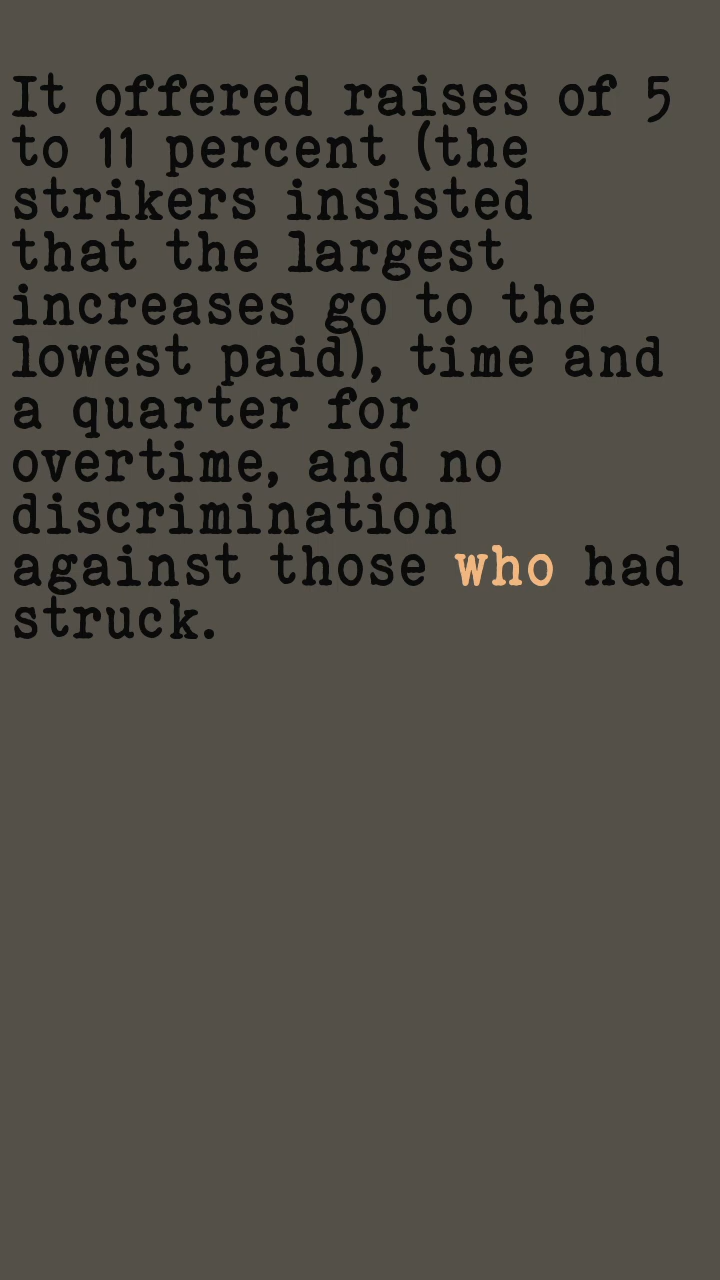 It offered raises of 5
to 11 percent (the
strikers insisted
that the largest
increases go to the
lowest paid), time and
a quarter for
overtime, and no
discrimination
against those who had
struck.